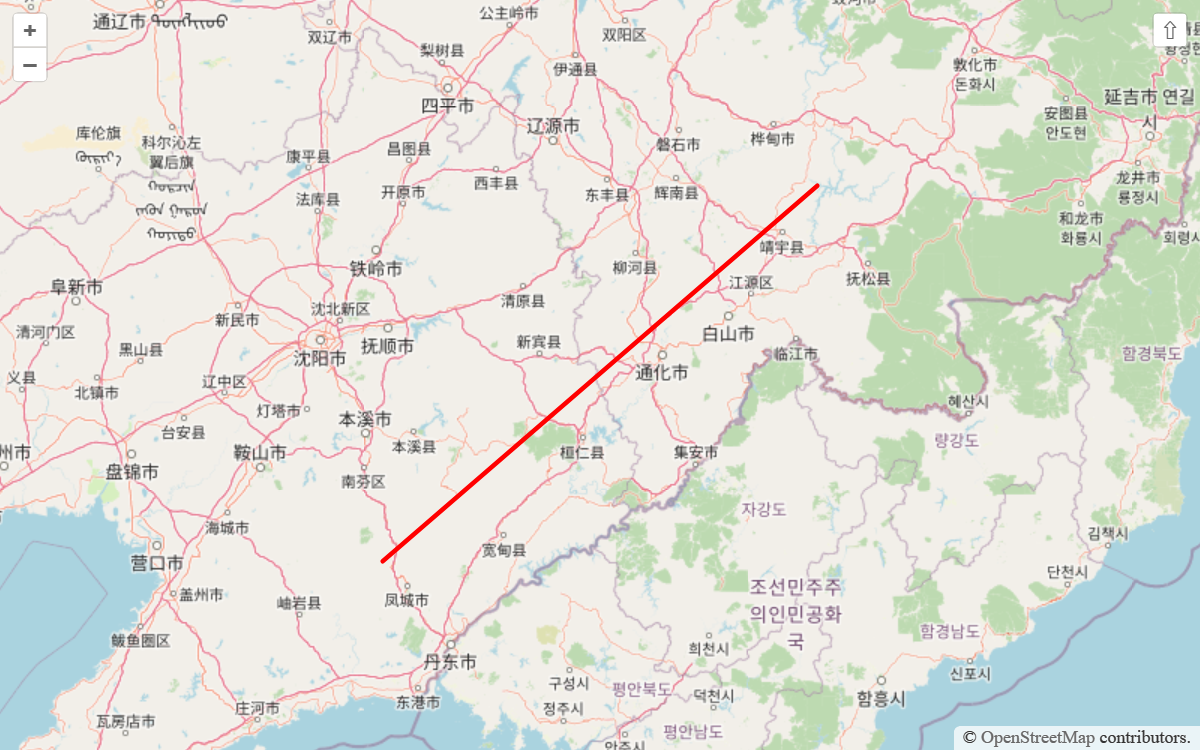 通辽市
双辽市
公主岭市
双阳区
梨树县
伊通县
四平市
敦化市
돈화시
延吉市 연길
시
安图县
안도현
辽源市
桦甸市
磐石市
库伦旗
科尔沁左
翼后旗
康平县
昌图县
西丰县
开原市
法库县
东丰县
辉南县
龙井市
룡정시
和龙市
화룡시
회령시
靖宇县
铁岭市
柳河县
江源区
抚松县
阜新市
清原县
沈北新区
新民市
清河门区
抚顺市
新宾县
白山市
临江市
沈阳市
黑山县
通化市
함경북도
义县
辽中区
北镇市
혜산시
灯塔市
本溪市
台安县
本溪县
桓仁县
集安市
량강도
鞍山市
州市
盘锦市
南芬区
자강도
海城市
김책시
宽甸县
营口市
단천시
盖州市
岫岩县
凤城市
조선민주주
의인민공화
국
鲅鱼圈区
함경남도
희천시
丹东市
신포시
구성시
평안북도
덕천시
东港市
함흥시
庄河市
정주시
瓦房店市
평안남도
안주시
+
−
⇧
© OpenStreetMap contributors.